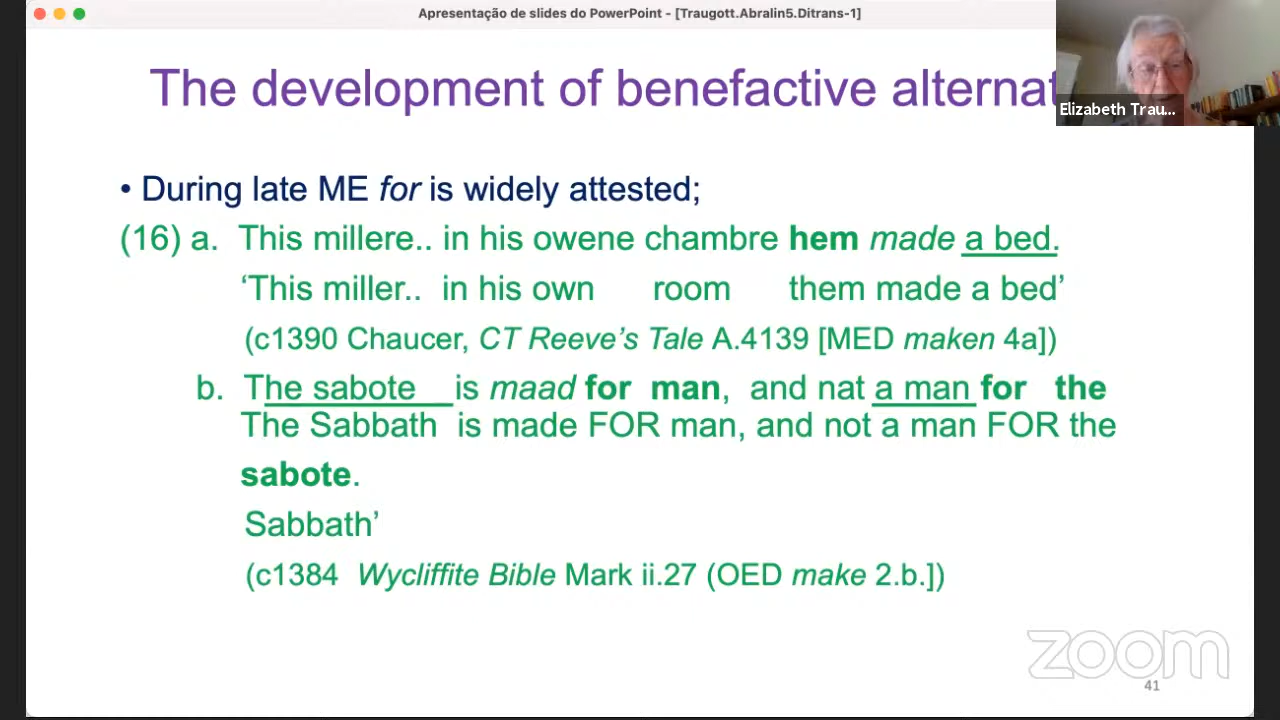 Apresentação de slides do PowerPoint - [Traugott.Abralin5.Ditrans-1]
The development of benefactive alternat
Elizabeth Trau...
• During late ME for is widely attested;
(16) a. This millere.. in his owene chambre hem made a bed.
‘This miller.. in his own room them made a bed’
(c1390 Chaucer, CT Reeve’s Tale A.4139 [MED maken 4a])
b. The sabote is maad for man, and nat a man for the
The Sabbath is made FOR man, and not a man FOR the
sabote.
Sabbath’
(c1384 Wycliffite Bible Mark ii.27 (OED make 2.b.])
zoom
41